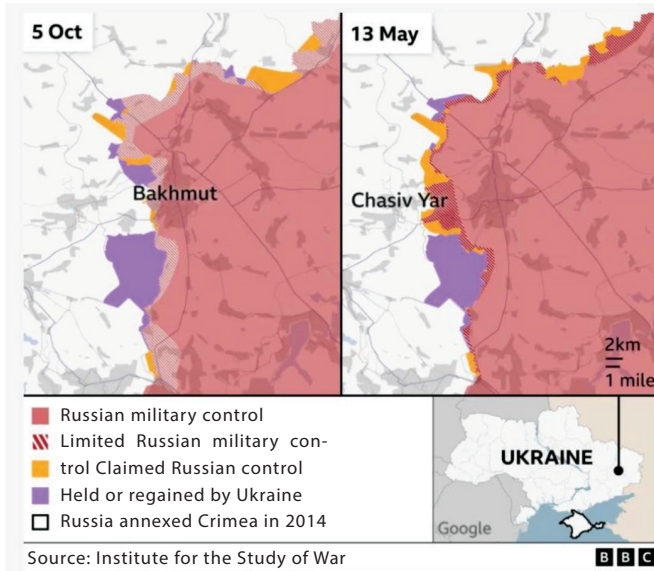 5 Oct
13 May
Bakhmut
Chasiv Yar
2km
1 mile
Russian military control
Limited Russian military con-
trol Claimed Russian control
Held or regained by Ukraine
Russia annexed Crimea in 2014
UKRAINE
Google
Source: Institute for the Study of War
BBC